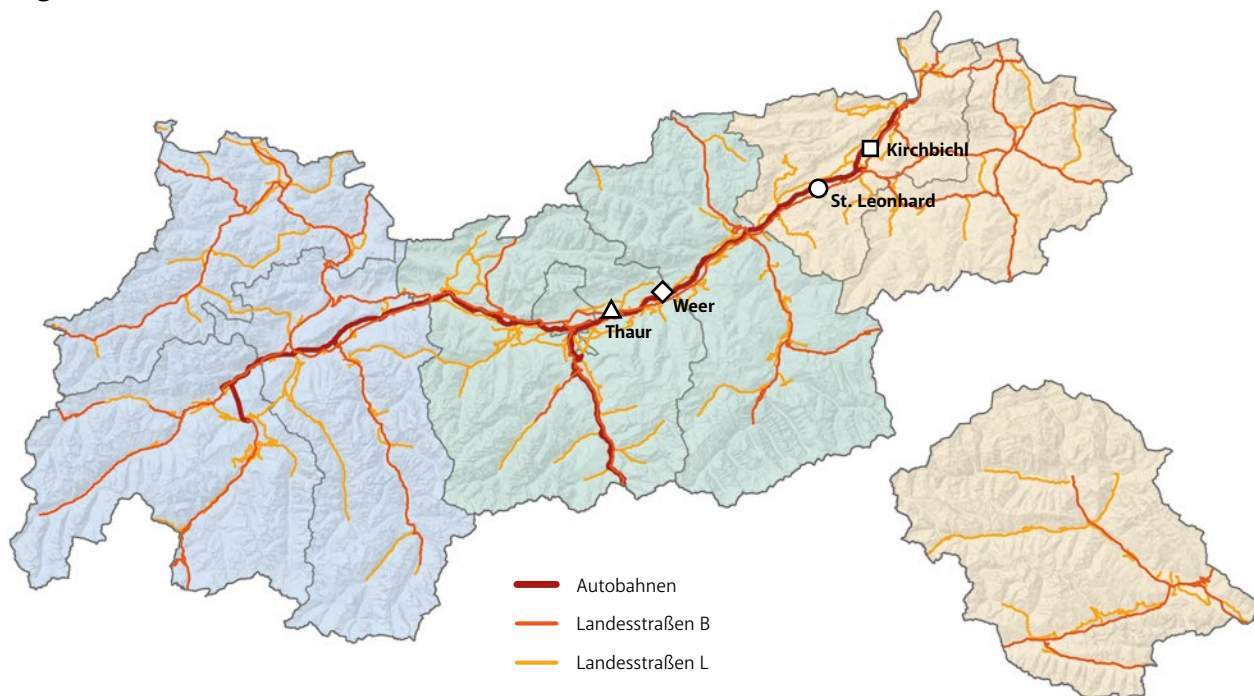 Kirchbichl
St. Leonhard
Weer
Thaur
Autobahnen
Landesstraßen B
Landesstraßen L